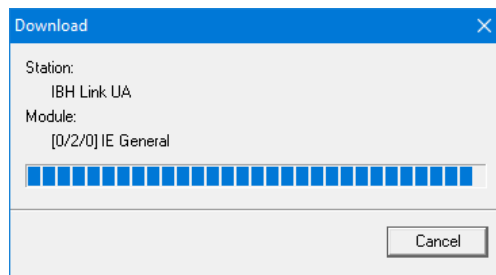 Download
Station:
IBH Link UA
Module:
[0/2/0] IE General
Cancel